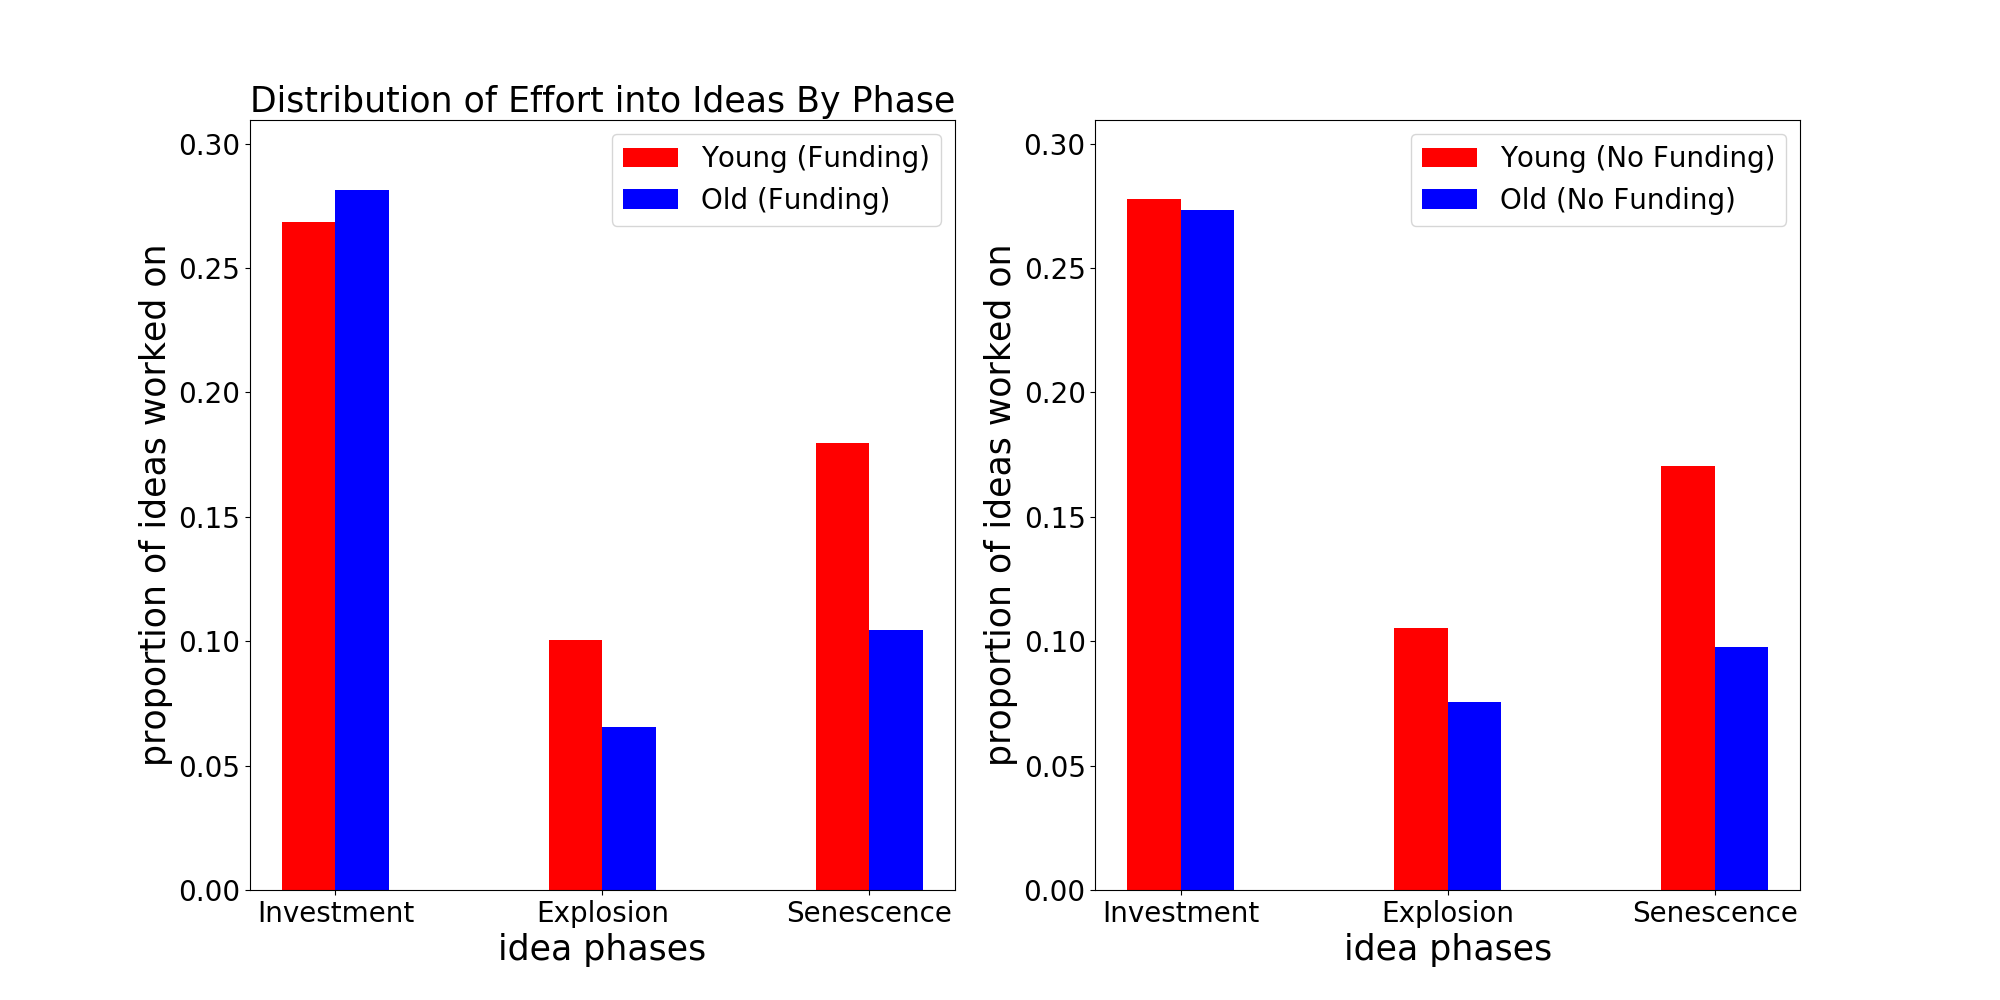 Distribution of Effort into Ideas By Phase
proportion of ideas worked on
0.30
0.25
0.20
0.15
0.10
0.05
0.00
Young (Funding)
Old (Funding)
Investment
Explosion
Senescence
idea phases
proportion of ideas worked on
0.30
0.25
0.20
0.15
0.10
0.05
0.00
Young (No Funding)
Old (No Funding)
Investment
Explosion
Senescence
idea phases